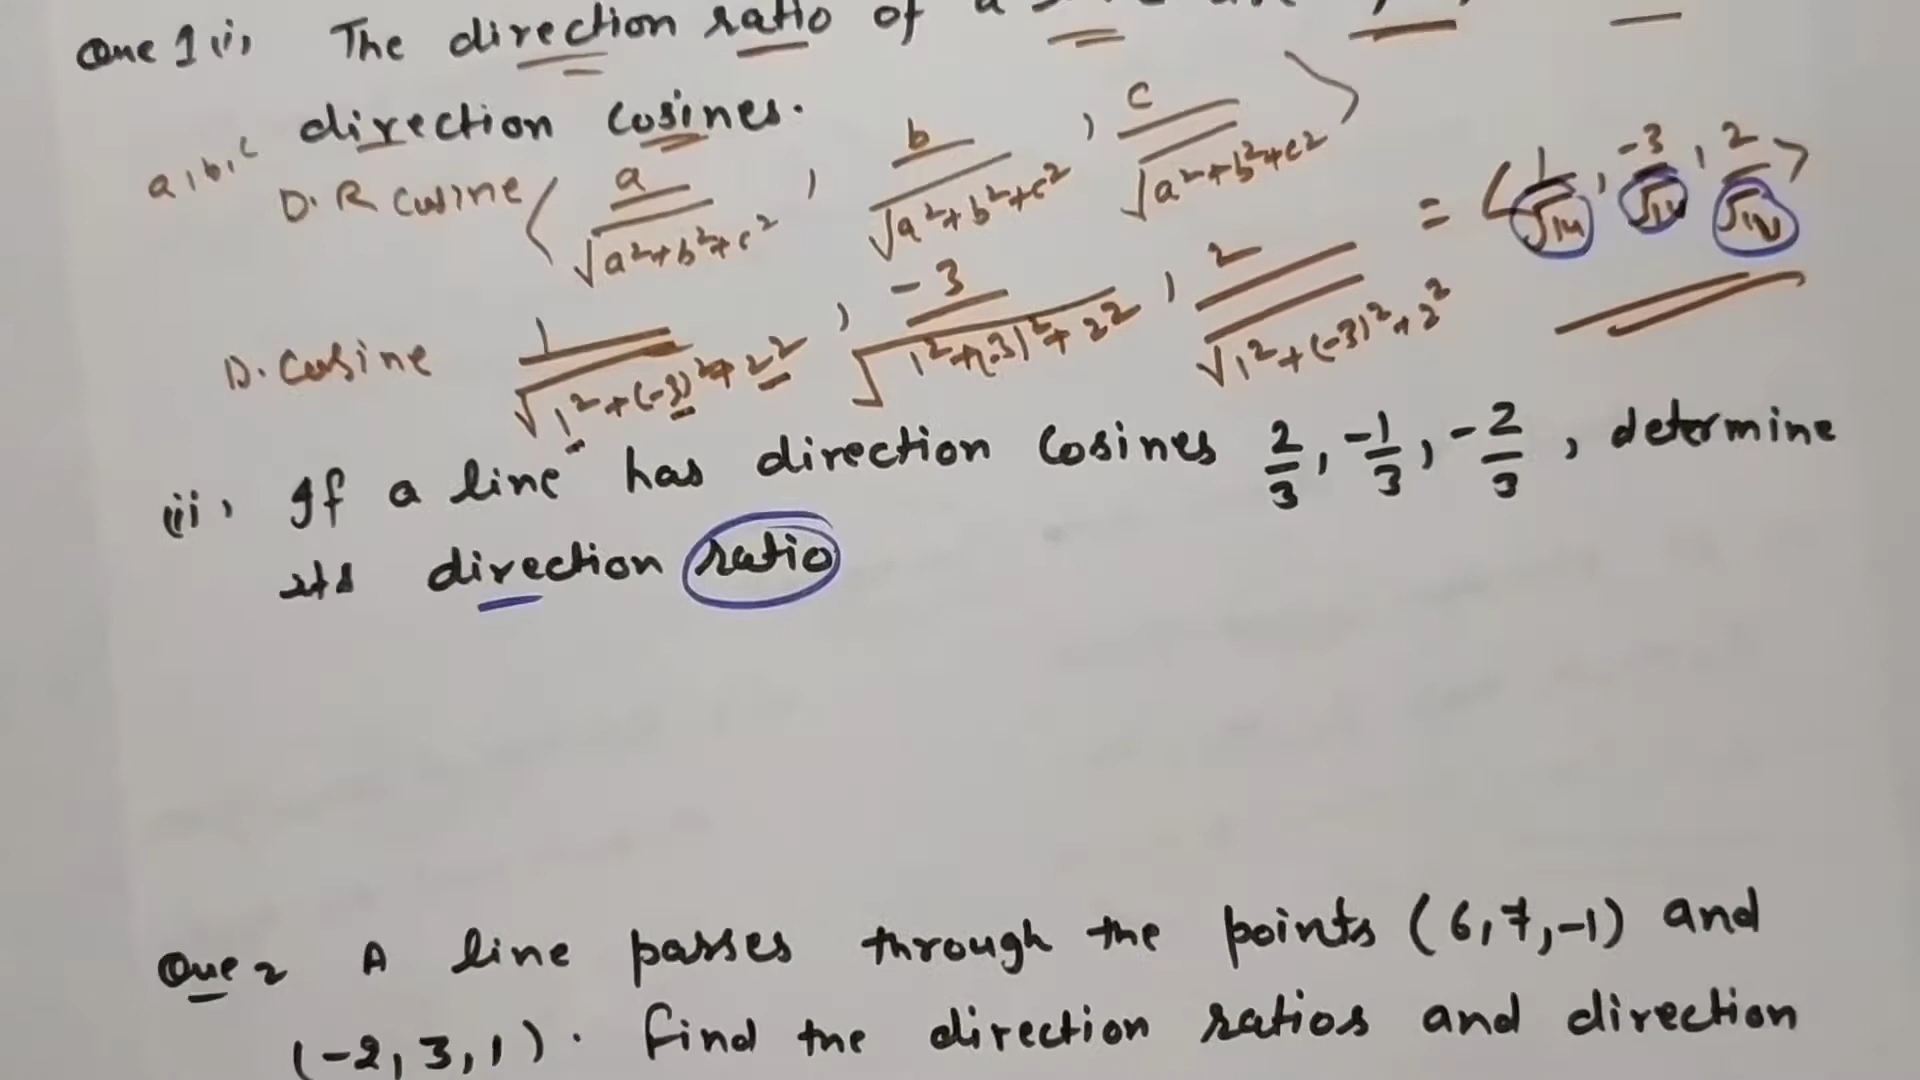 Que 1 (i) The direction ratio of a
direction cosines.
a, b, c
D. R cosine < a/√a²+b²+c² , b/√a²+b²+c² , c/√a²+b²+c² >
= < 1/√14 , -3/√14 , 2/√14 >
D. Cosine 1/√1²+(-3)²+2² , -3/√1²+(-3)²+2² , 2/√1²+(-3)²+2²
(ii) If a line has direction cosines 2/3, -1/3, -2/3, determine
its direction ratio
Que 2 A line passes through the points (6, 7, -1) and
(-2, 3, 1). Find the direction ratios and direction